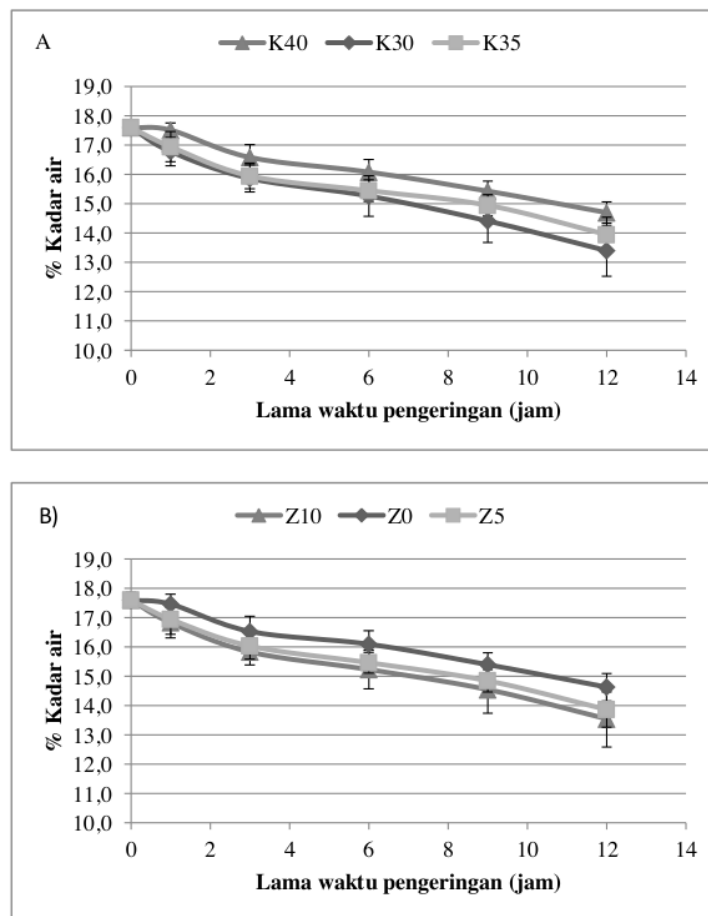 A
K40 K30 K35
19,0
18,0
17,0
16,0
15,0
14,0
13,0
12,0
11,0
10,0
% Kadar air
0 2 4 6 8 10 12 14
Lama waktu pengeringan (jam)
B)
Z10 Z0 Z5
19,0
18,0
17,0
16,0
15,0
14,0
13,0
12,0
11,0
10,0
% Kadar air
0 2 4 6 8 10 12 14
Lama waktu pengeringan (jam)